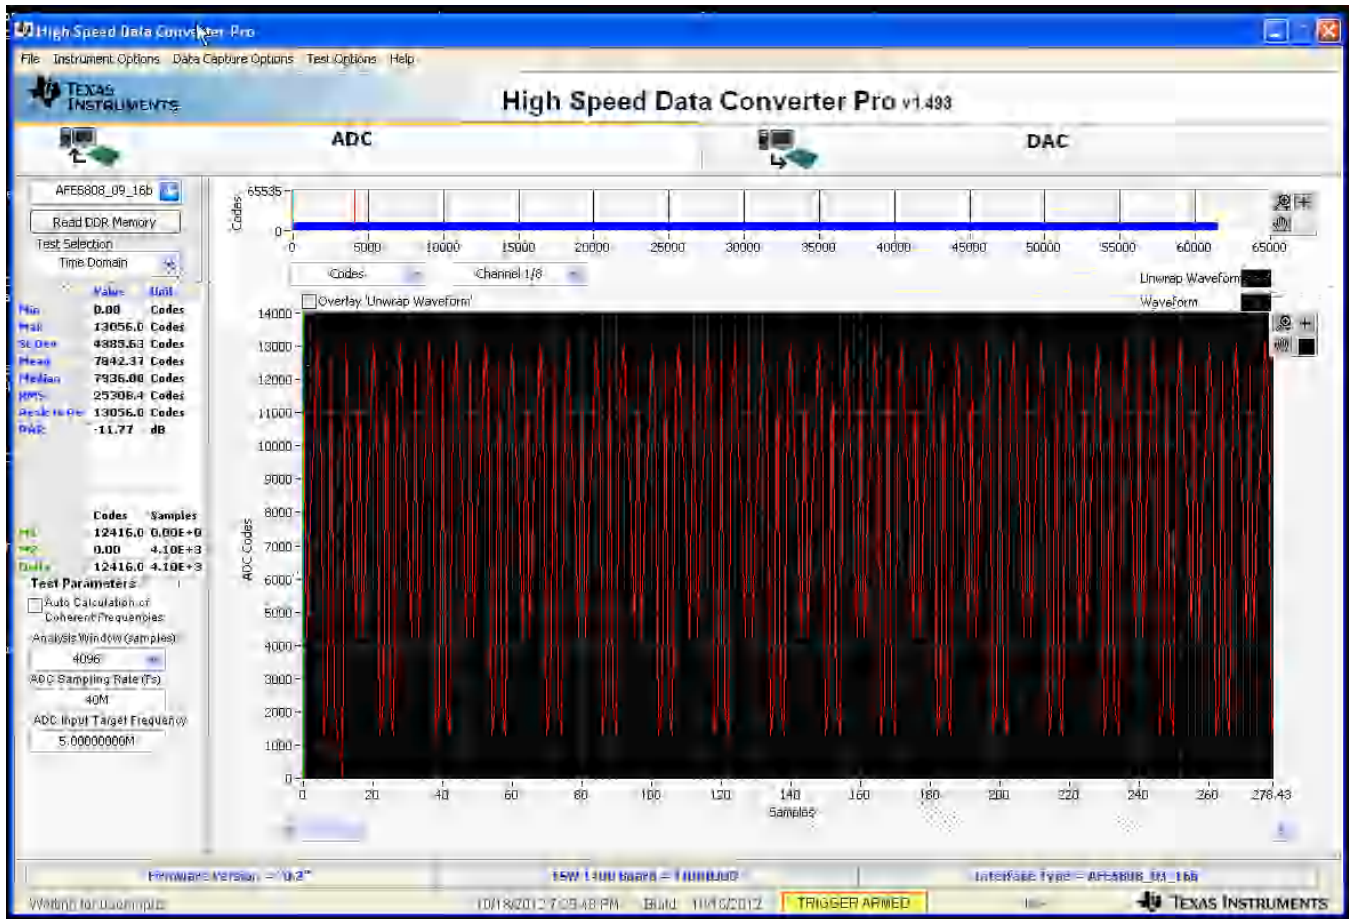 High Speed Data Converter Pro
File Instrument Options Data Capture Options Test Options Help
TEXAS INSTRUMENTS
High Speed Data Converter Pro v1.493
ADC
DAC
AFE5808_09_16b
Read DDR Memory
Test Selection
Time Domain
Value Unit
Min 0.00 Codes
Max 13056.0 Codes
St.Dev 4885.63 Codes
Mean 7842.37 Codes
Median 7936.00 Codes
RMS 25308.4 Codes
13056.0 Codes
PAR -11.77 dB
Codes Samples
M1 12416.0 0.00E+0
M2 0.00 4.10E+3
Delta 12416.0 4.10E+3
Test Parameters
Auto Calculation of
Coherent Frequencies
Analysis Window (samples)
4096
ADC Sampling Rate (Fs)
40M
ADC Input Target Frequency
5.00000000M
Codes
65535
0
0 5000 10000 15000 20000 25000 30000 35000 40000 45000 50000 55000 60000 65000
Codes Channel 1/8
Unwrap Waveform
Waveform
Overlay 'Unwrap Waveform'
ADC Codes
14000
13000
12000
11000
10000
9000
8000
7000
6000
5000
4000
3000
2000
1000
0
0 20 40 60 80 100 120 140 160 180 200 220 240 260 278.43
Samples
Firmware Version = "0.2"
Interface Type = AFE5808_09_16b
Waiting for user input
Build
TRIGGER ARMED
Idle
TEXAS INSTRUMENTS